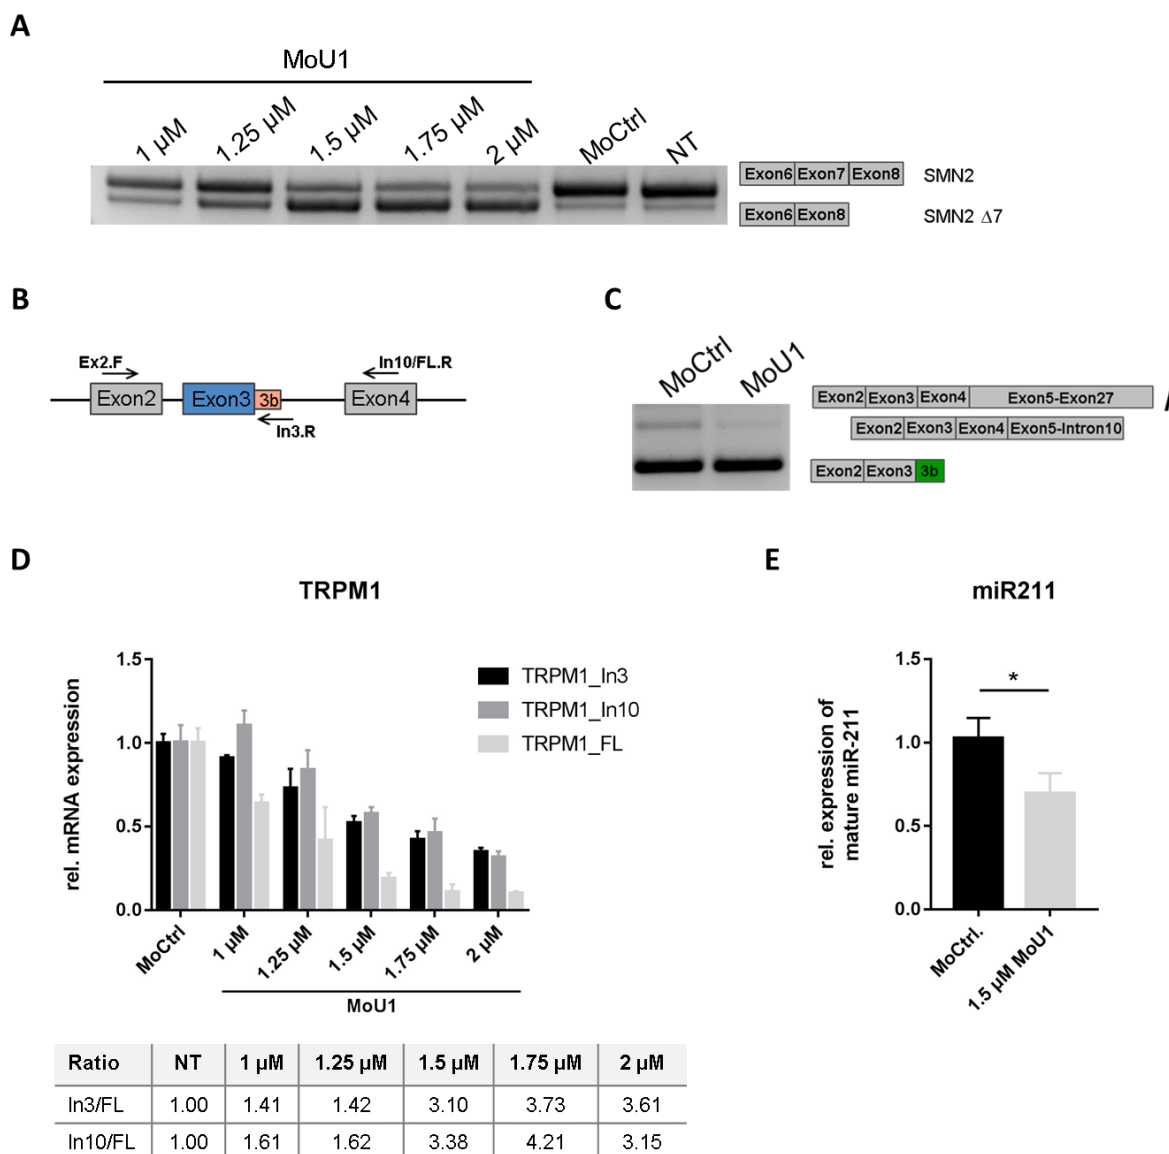 A
MoU1
1 µM 1.25 µM 1.5 µM 1.75 µM 2 µM MoCtrl NT
Exon6 Exon7 Exon8 SMN2
Exon6 Exon8 SMN2 Δ7
B
Ex2.F In10/FL.R
Exon2 Exon3 3b Exon4
In3.R
C
MoCtrl MoU1
Exon2 Exon3 Exon4 Exon5-Exon27
Exon2 Exon3 Exon4 Exon5-Intron10
Exon2 Exon3 3b
D
TRPM1
rel. mRNA expression
1.5
1.0
0.5
0.0
TRPM1_In3
TRPM1_In10
TRPM1_FL
MoCtrl 1 µM 1.25 µM 1.5 µM 1.75 µM 2 µM
MoU1
Ratio NT 1 µM 1.25 µM 1.5 µM 1.75 µM 2 µM
In3/FL 1.00 1.41 1.42 3.10 3.73 3.61
In10/FL 1.00 1.61 1.62 3.38 4.21 3.15
E
miR211
rel. expression of
mature miR-211
1.5
1.0
0.5
0.0
*
MoCtrl. 1.5 µM MoU1